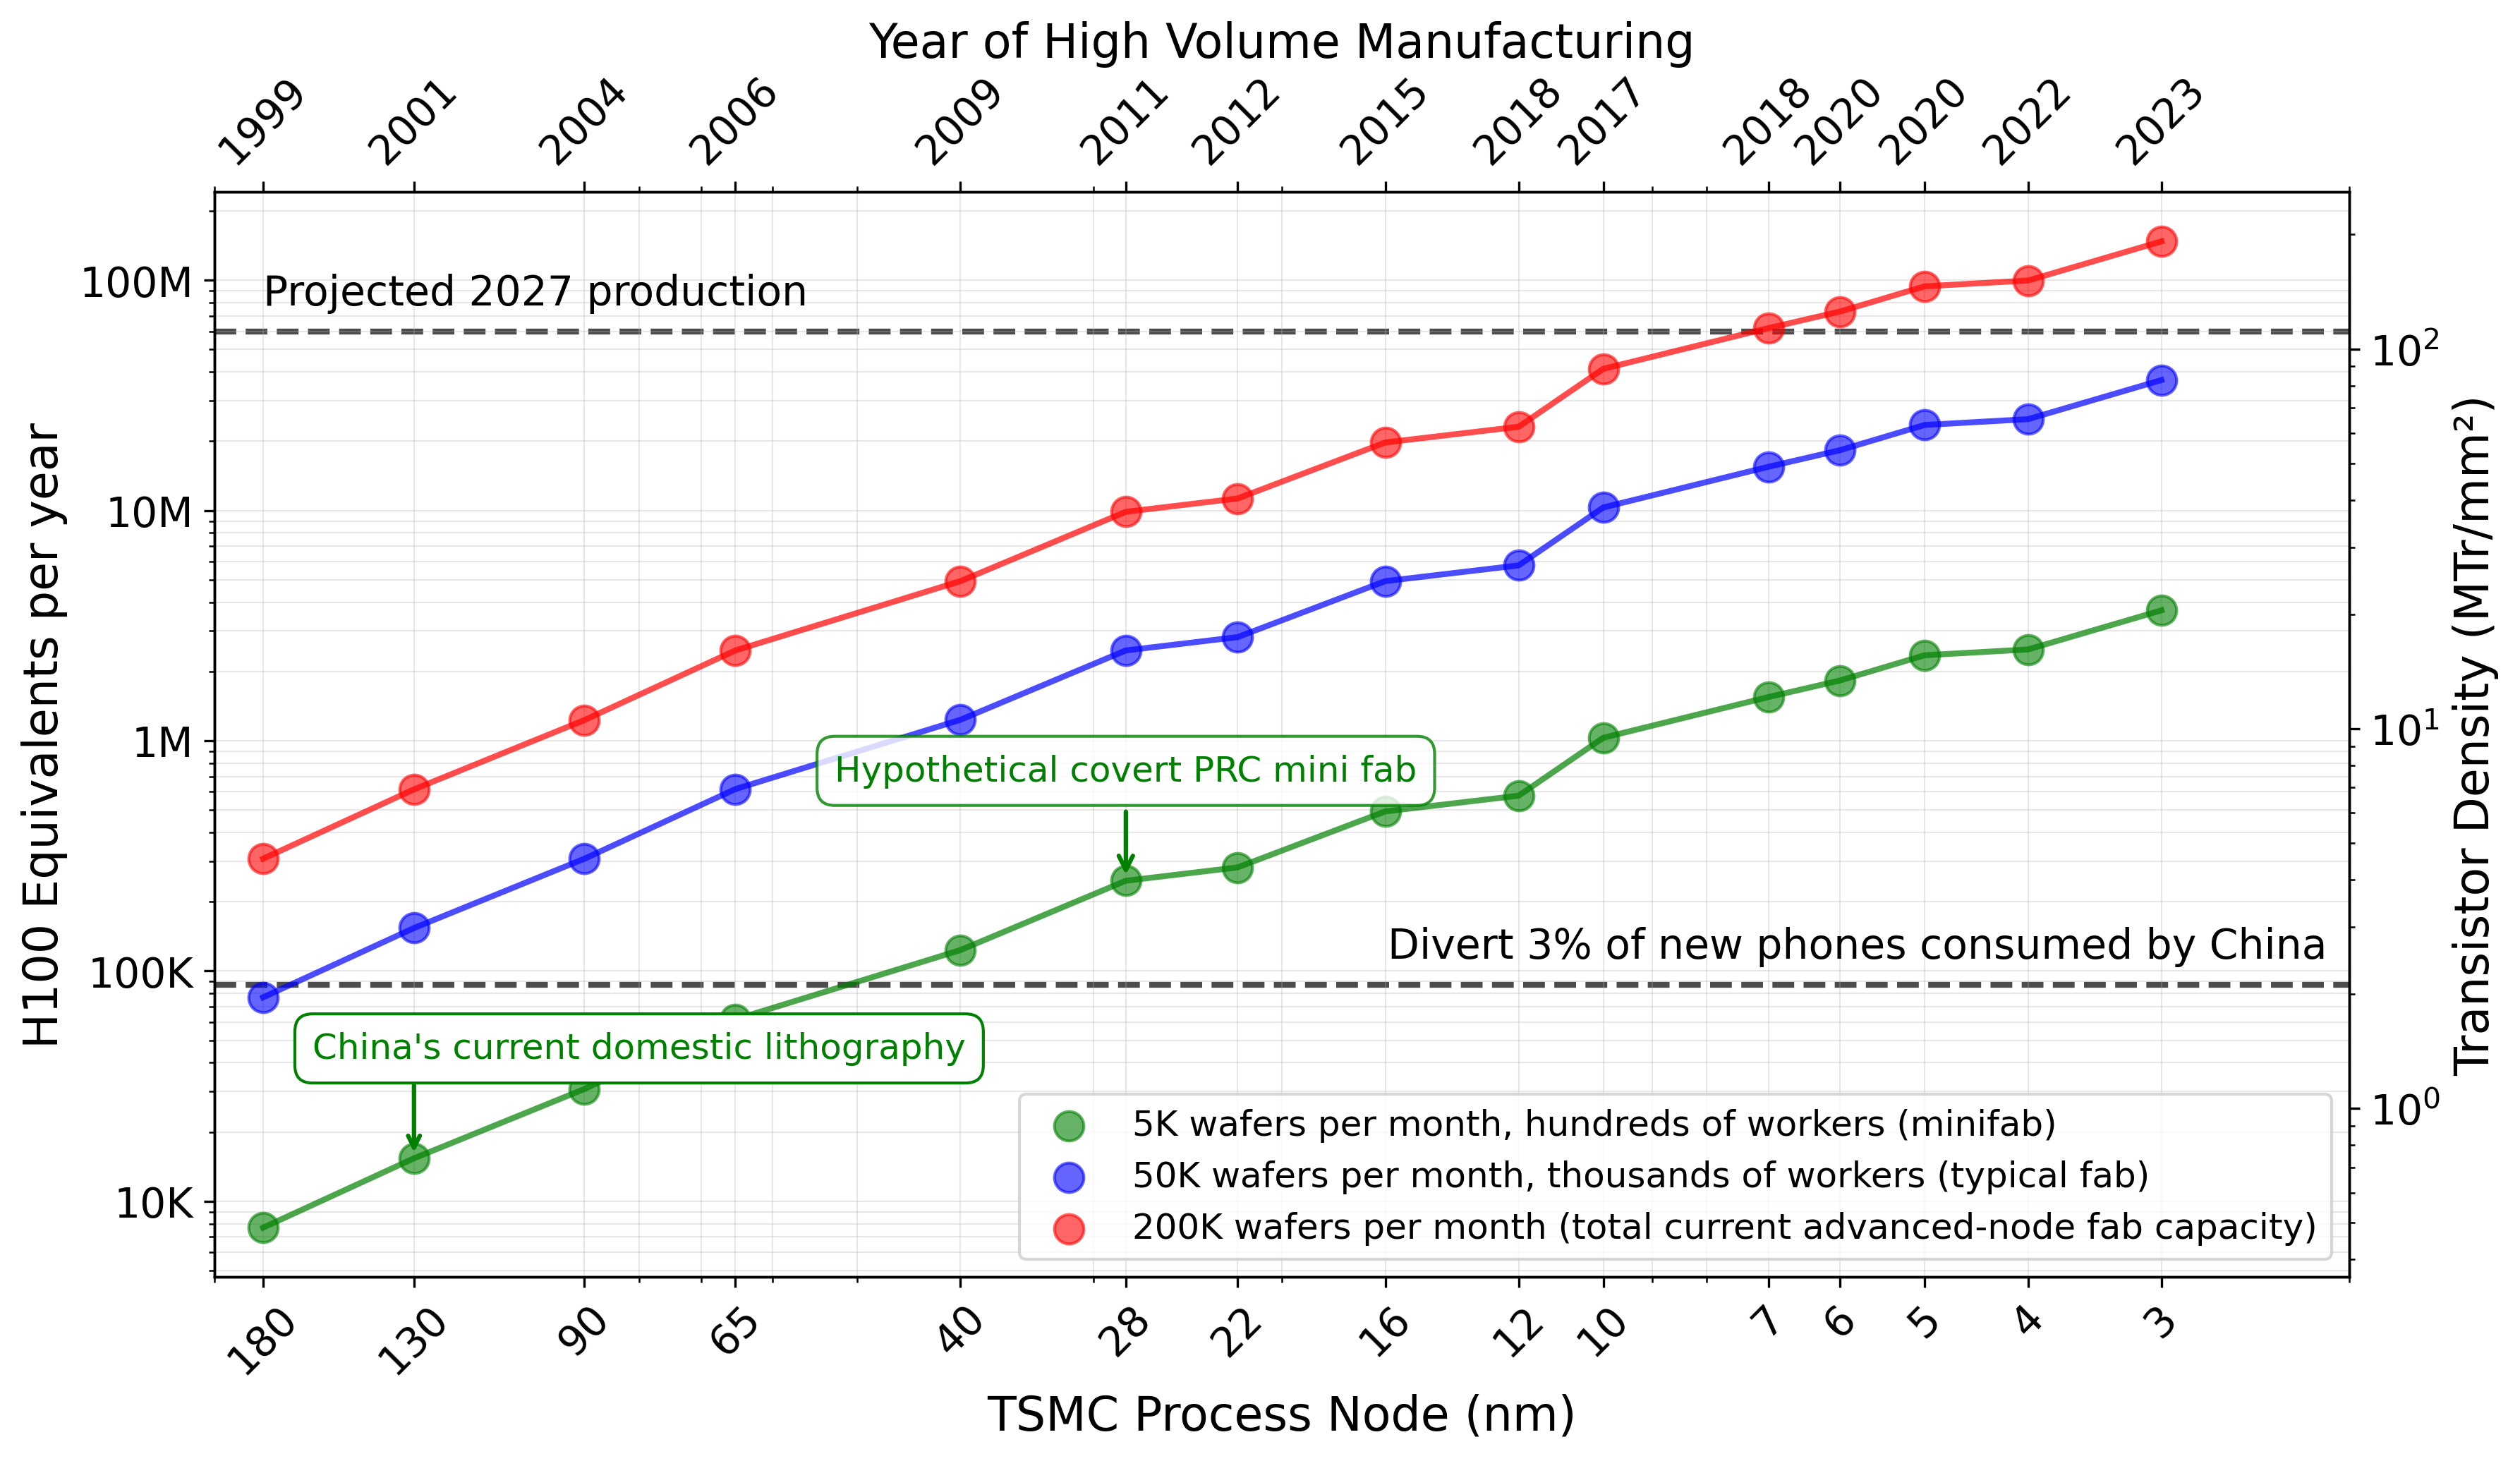 Year of High Volume Manufacturing
1999 2001 2004 2006 2009 2011 2012 2015 2018 2017 2018 2020 2020 2022 2023
H100 Equivalents per year
100M
10M
1M
100K
10K
Projected 2027 production
Hypothetical covert PRC mini fab
Divert 3% of new phones consumed by China
China's current domestic lithography
5K wafers per month, hundreds of workers (minifab)
50K wafers per month, thousands of workers (typical fab)
200K wafers per month (total current advanced-node fab capacity)
10²
10¹
10⁰
Transistor Density (MTr/mm²)
180 130 90 65 40 28 22 16 12 10 7 6 5 4 3
TSMC Process Node (nm)